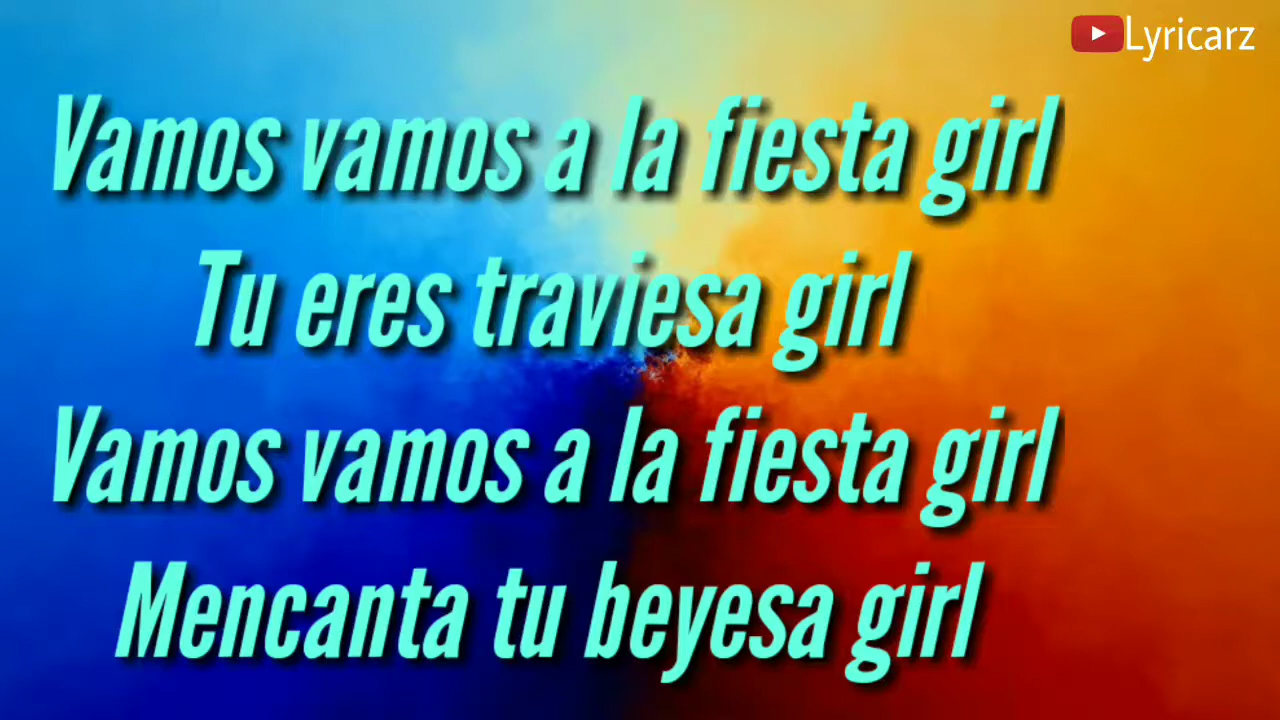 Lyricarz
Vamos vamos a la fiesta girl
Tu eres traviesa girl
Vamos vamos a la fiesta girl
Mencanta tu beyesa girl